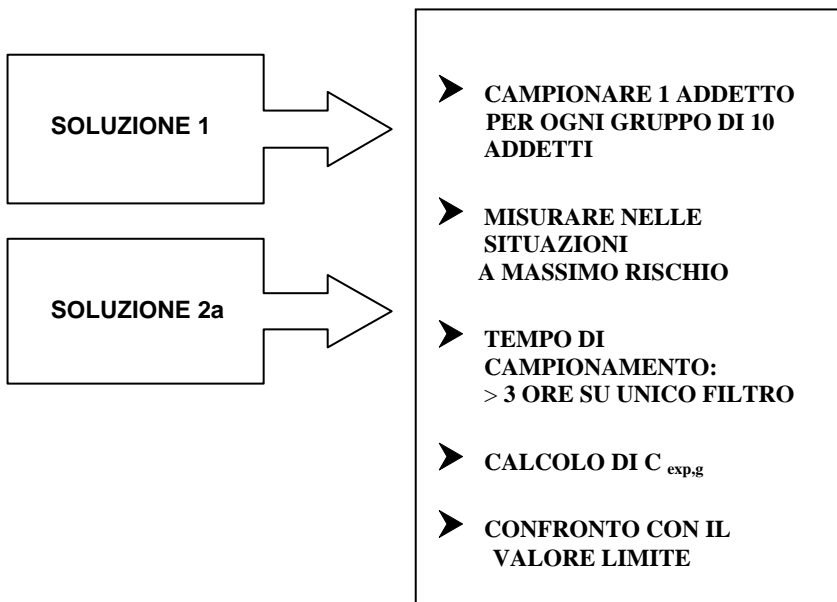 SOLUZIONE 1
SOLUZIONE 2a
➤ CAMPIONARE 1 ADDETTO
PER OGNI GRUPPO DI 10
ADDETTI
➤ MISURARE NELLE
SITUAZIONI
A MASSIMO RISCHIO
➤ TEMPO DI
CAMPIONAMENTO:
> 3 ORE SU UNICO FILTRO
➤ CALCOLO DI C exp,g
➤ CONFRONTO CON IL
VALORE LIMITE